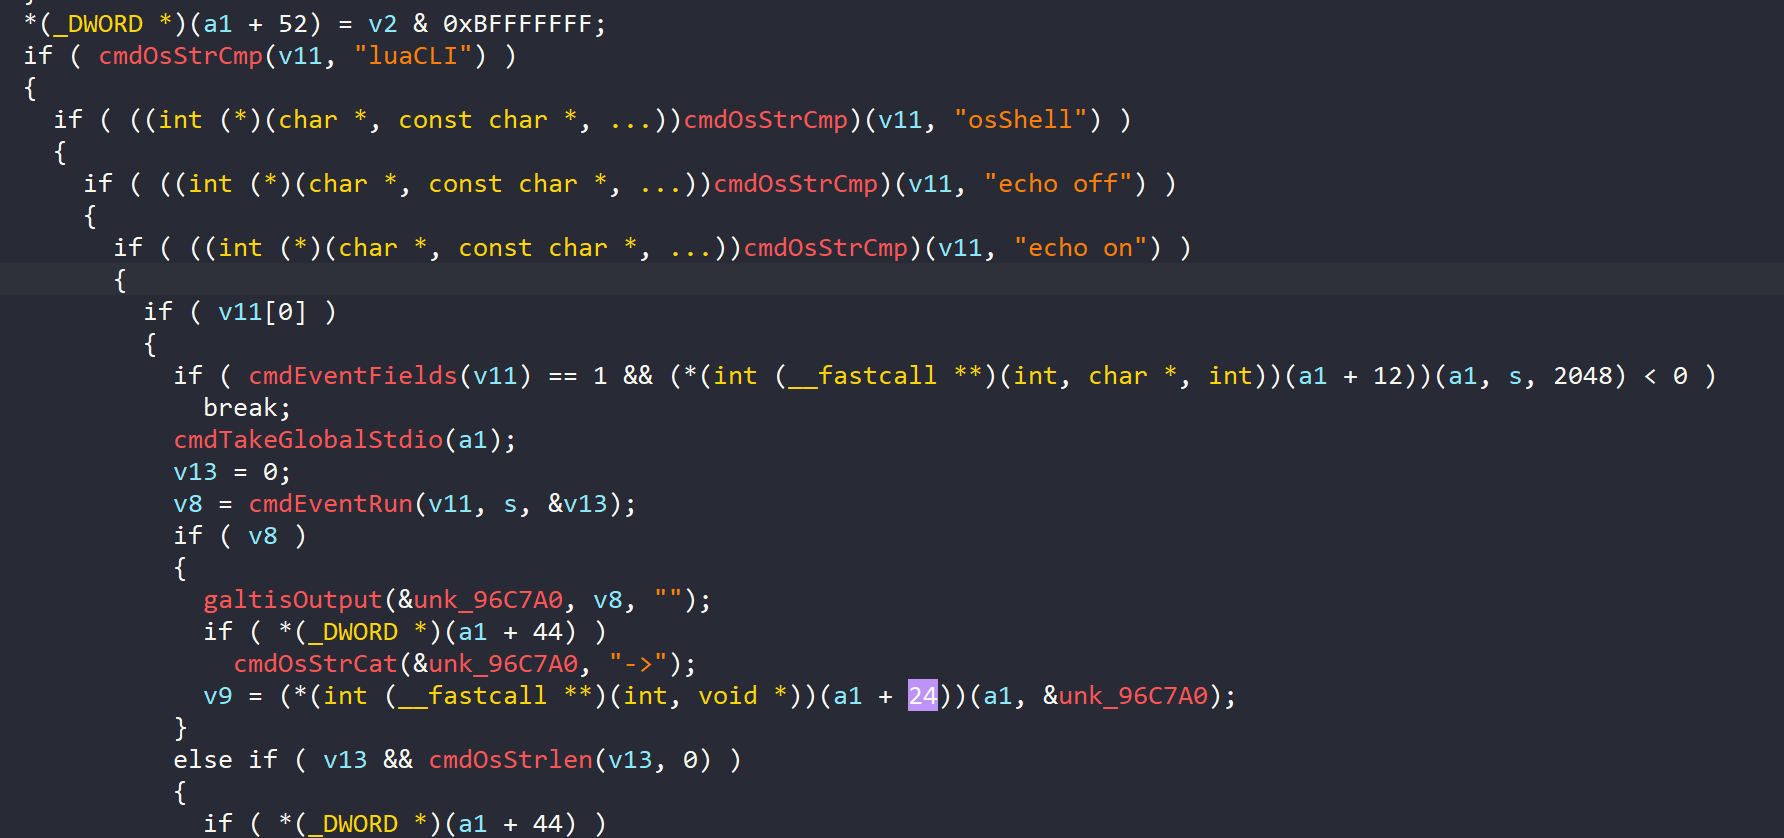 *(_DWORD *)(a1 + 52) = v2 & 0xBFFFFFFF;
if ( cmdOsStrCmp(v11, "luaCLI") )
{
if ( ((int (*)(char *, const char *, ...))cmdOsStrCmp)(v11, "osShell") )
{
if ( ((int (*)(char *, const char *, ...))cmdOsStrCmp)(v11, "echo off") )
{
if ( ((int (*)(char *, const char *, ...))cmdOsStrCmp)(v11, "echo on") )
{
if ( v11[0] )
{
if ( cmdEventFields(v11) == 1 && (*(int (__fastcall **)(int, char *, int))(a1 + 12))(a1, s, 2048) < 0 )
break;
cmdTakeGlobalStdio(a1);
v13 = 0;
v8 = cmdEventRun(v11, s, &v13);
if ( v8 )
{
galtisOutput(&unk_96C7A0, v8, "");
if ( *(_DWORD *)(a1 + 44) )
cmdOsStrCat(&unk_96C7A0, "->");
v9 = (*(int (__fastcall **)(int, void *))(a1 + 24))(a1, &unk_96C7A0);
}
else if ( v13 && cmdOsStrlen(v13, 0) )
{
if ( *(_DWORD *)(a1 + 44) )